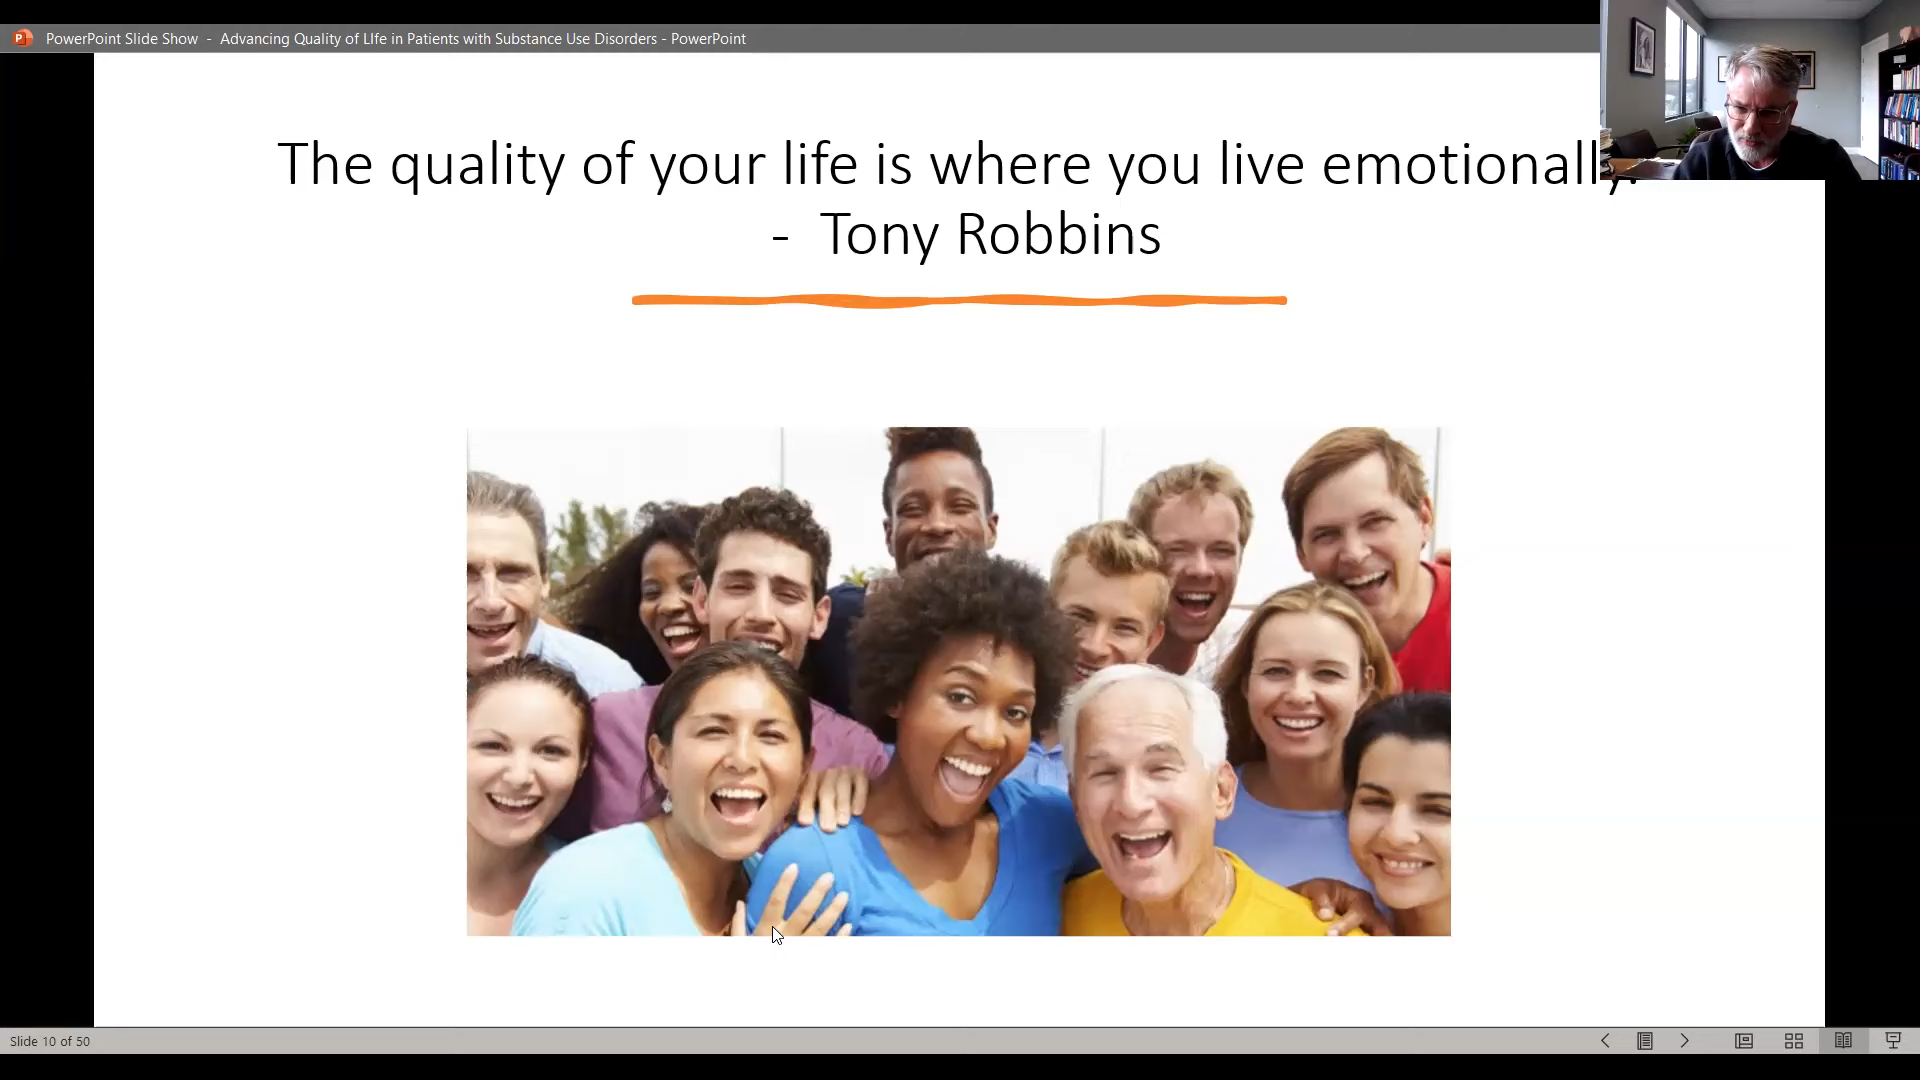 PowerPoint Slide Show - Advancing Quality of LIfe in Patients with Substance Use Disorders - PowerPoint
The quality of your life is where you live emotionally.
- Tony Robbins
Slide 10 of 50